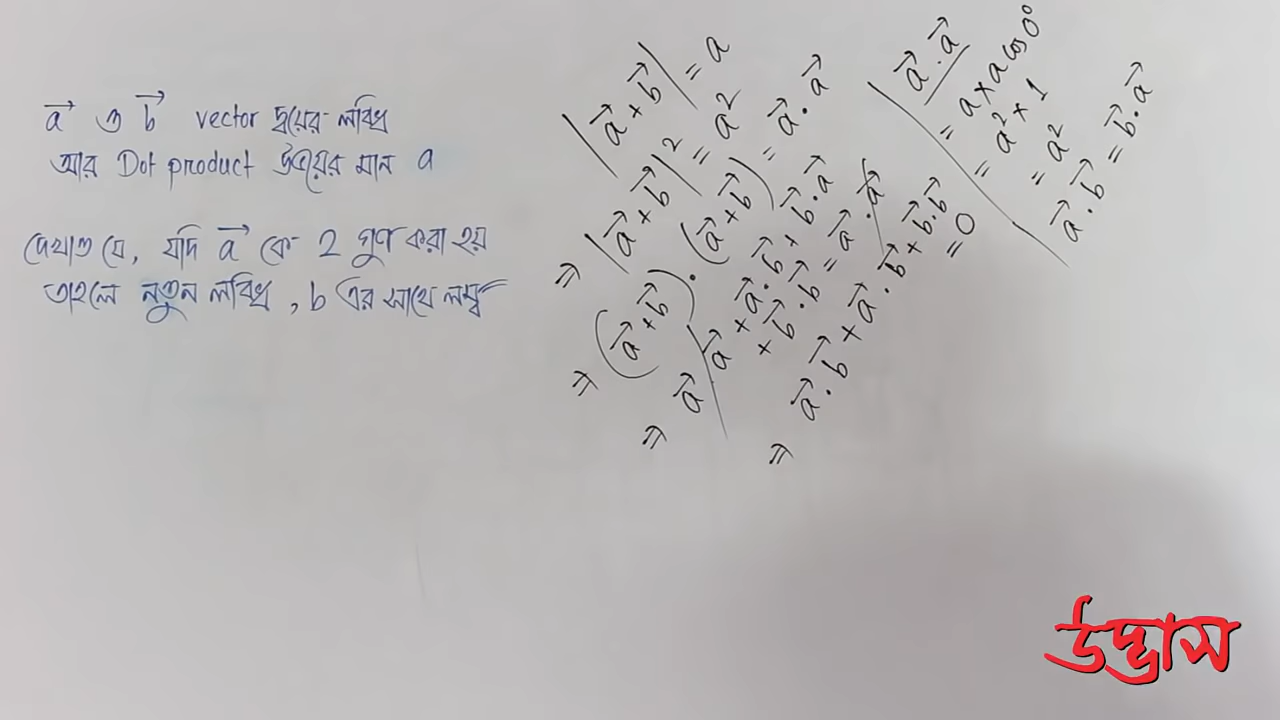 a⃗ ও b⃗ vector দ্বয়ের লব্ধি
আর Dot product উভয়ের মান a
দেখাও যে, যদি a⃗ কে 2 গুণ করা হয়
তাহলে নতুন লব্ধি, b এর সাথে লম্ব
|a⃗ + b⃗| = a
⇒ |a⃗ + b⃗|² = a²
⇒ (a⃗ + b⃗) · (a⃗ + b⃗) = a⃗ · a⃗
⇒ a⃗ · a⃗ + a⃗ · b⃗ + b⃗ · a⃗
+ b⃗ · b⃗ = a⃗ · a⃗
⇒ a⃗ · b⃗ + a⃗ · b⃗ + b⃗ · b⃗
= 0
a⃗ · a⃗
= a × a cos 0°
= a² × 1
= a²
a⃗ · b⃗ = b⃗ · a⃗
উদ্ভাস